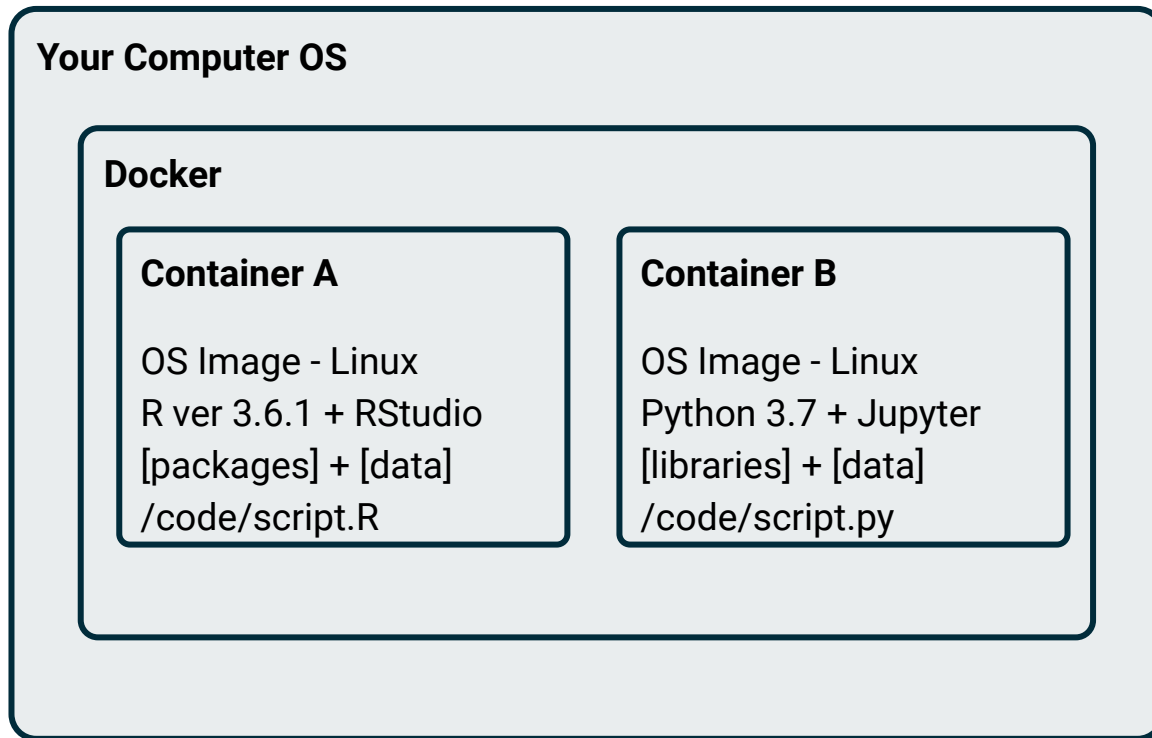 Your Computer OS
Docker
Container A
OS Image - Linux
R ver 3.6.1 + RStudio
[packages] + [data]
/code/script.R
Container B
OS Image - Linux
Python 3.7 + Jupyter
[libraries] + [data]
/code/script.py